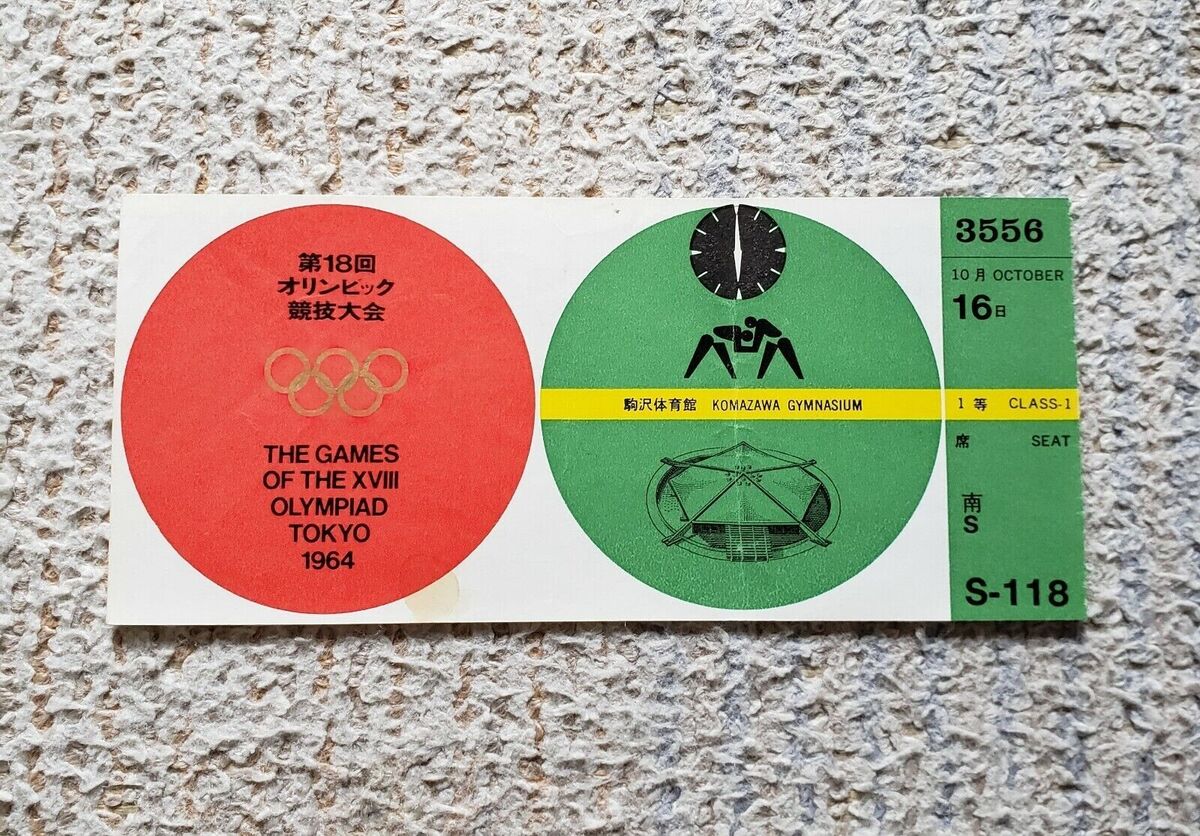 第18回
オリンピック
競技大会
THE GAMES
OF THE XVIII
OLYMPIAD
TOKYO
1964
駒沢体育館 KOMAZAWA GYMNASIUM
3556
10月 OCTOBER
16日
1等 CLASS-1
席 SEAT
南
S
S-118